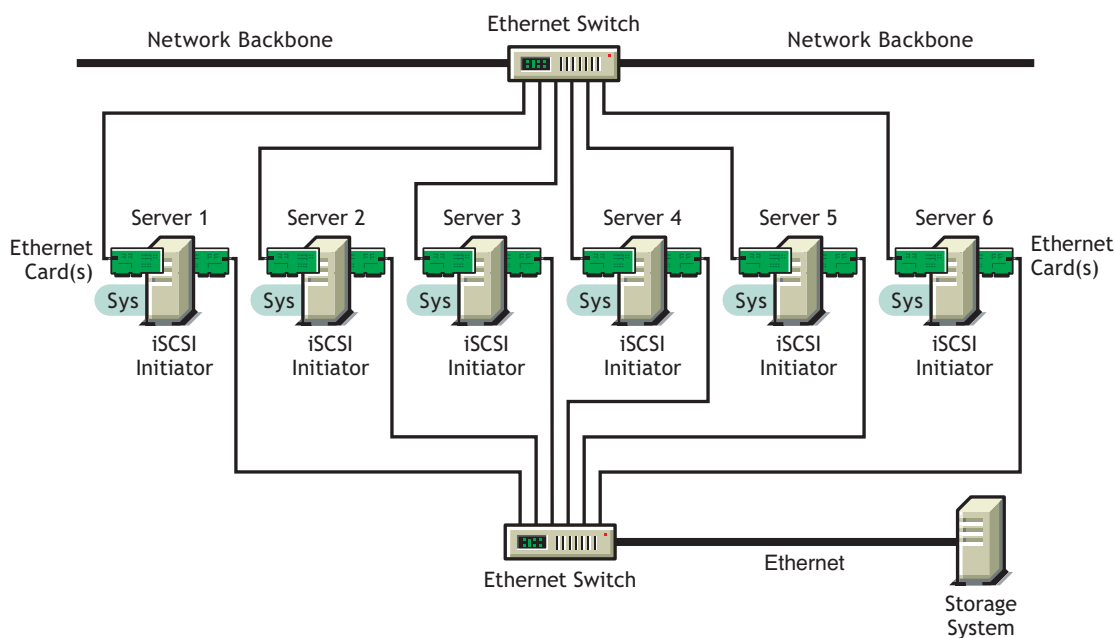 Ethernet Switch
Network Backbone
Network Backbone
Server 1
Server 2
Server 3
Server 4
Server 5
Server 6
Ethernet
Card(s)
Ethernet
Card(s)
Sys
Sys
Sys
Sys
Sys
Sys
iSCSI
Initiator
iSCSI
Initiator
iSCSI
Initiator
iSCSI
Initiator
iSCSI
Initiator
iSCSI
Initiator
Ethernet
Ethernet Switch
Storage
System